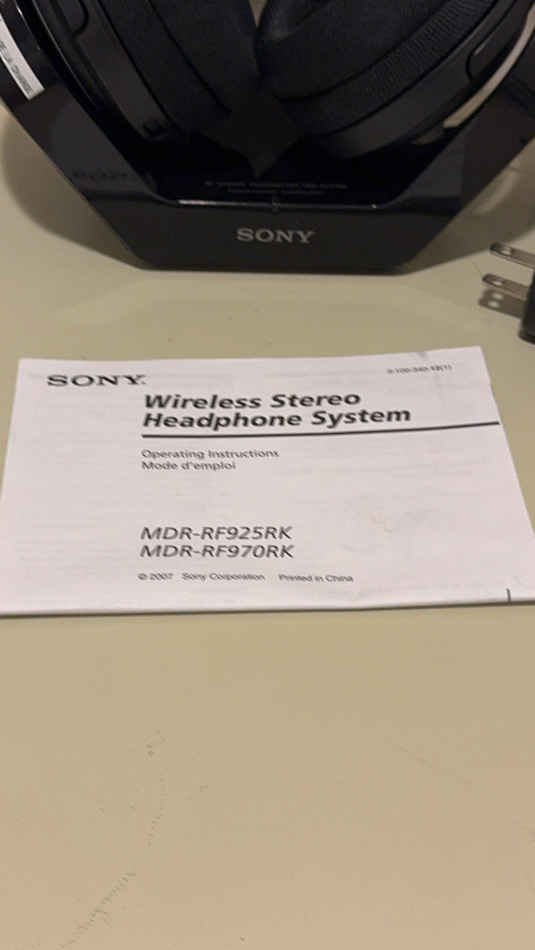 SONY
SONY
Wireless Stereo
Headphone System
Operating Instructions
Mode d'emploi
MDR-RF925RK
MDR-RF970RK
© 2007 Sony Corporation Printed in China